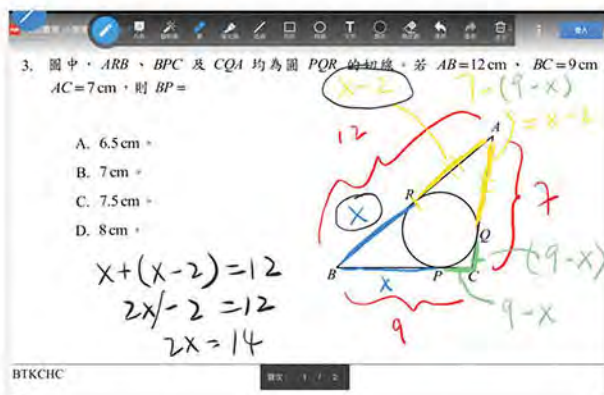 3. 圖中，ARB、BPC 及 CQA 均為圓 PQR 的切線。若 AB=12 cm、BC=9 cm
AC=7 cm，則 BP=
A. 6.5 cm。
B. 7 cm。
C. 7.5 cm。
D. 8 cm。
x-2
7-(9-x)
= x-2
12
A
R
x
7
Q
(9-x)
B
x
P
C
9-x
9
x+(x-2)=12
2x-2=12
2x=14
BTKCHC
1 / 2